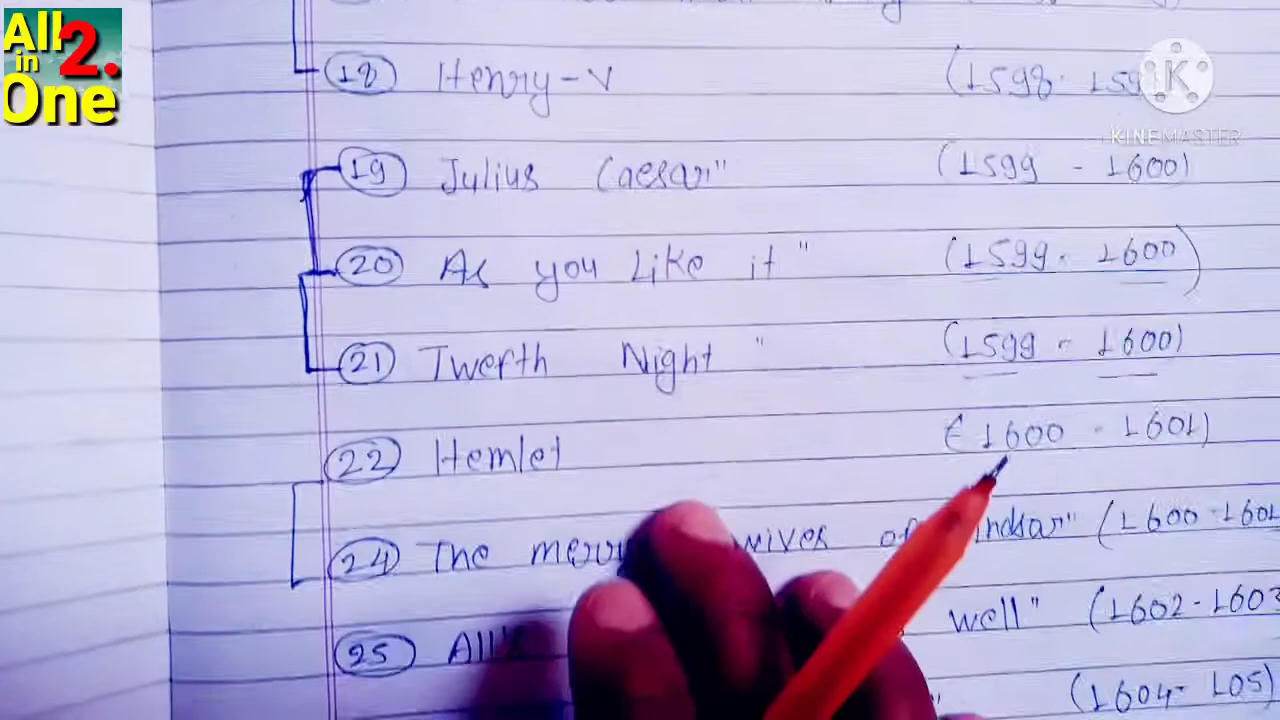 All
in 2.
One
18 Henry-V (1598 - 159
KINEMASTER
19 Julius Caesar" (1599 - 1600)
20 As you Like it" (1599 - 1600)
21 Twerth Night" (1599 - 1600)
22 Hemlet (1600 - 1601)
24 The merry wives of indsar" (1600 - 1601
25 All's well" (1602 - 1603
" (1604 - 105)